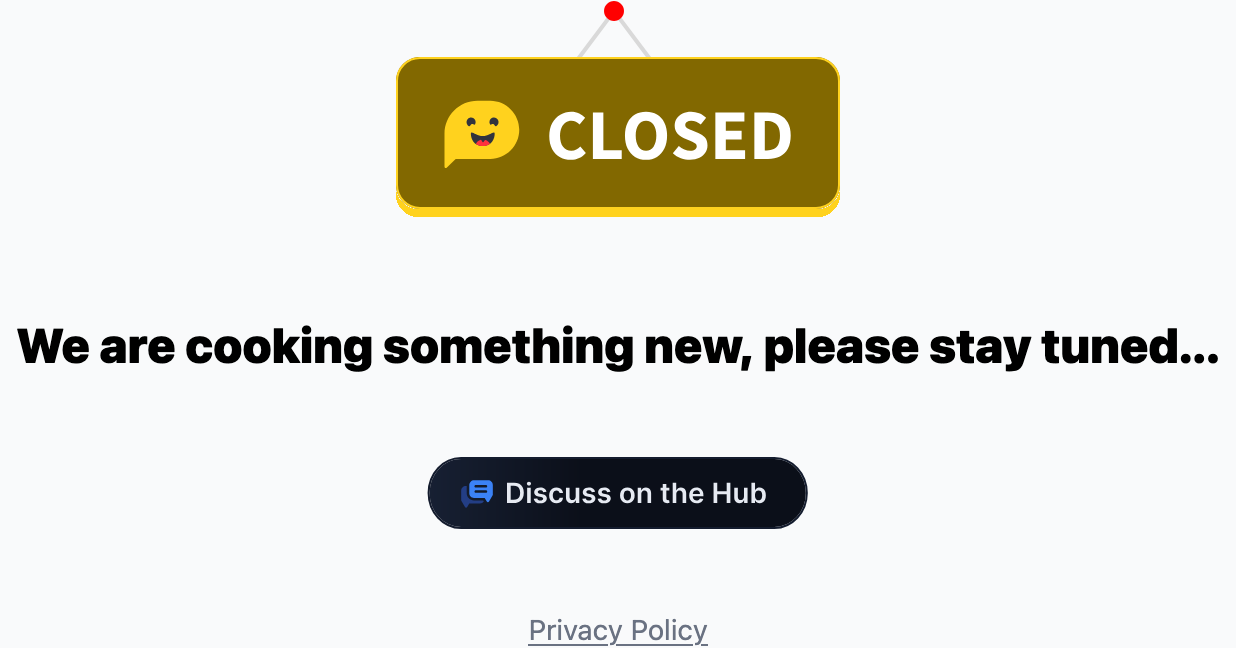 CLOSED
We are cooking something new, please stay tuned...
Discuss on the Hub
Privacy Policy